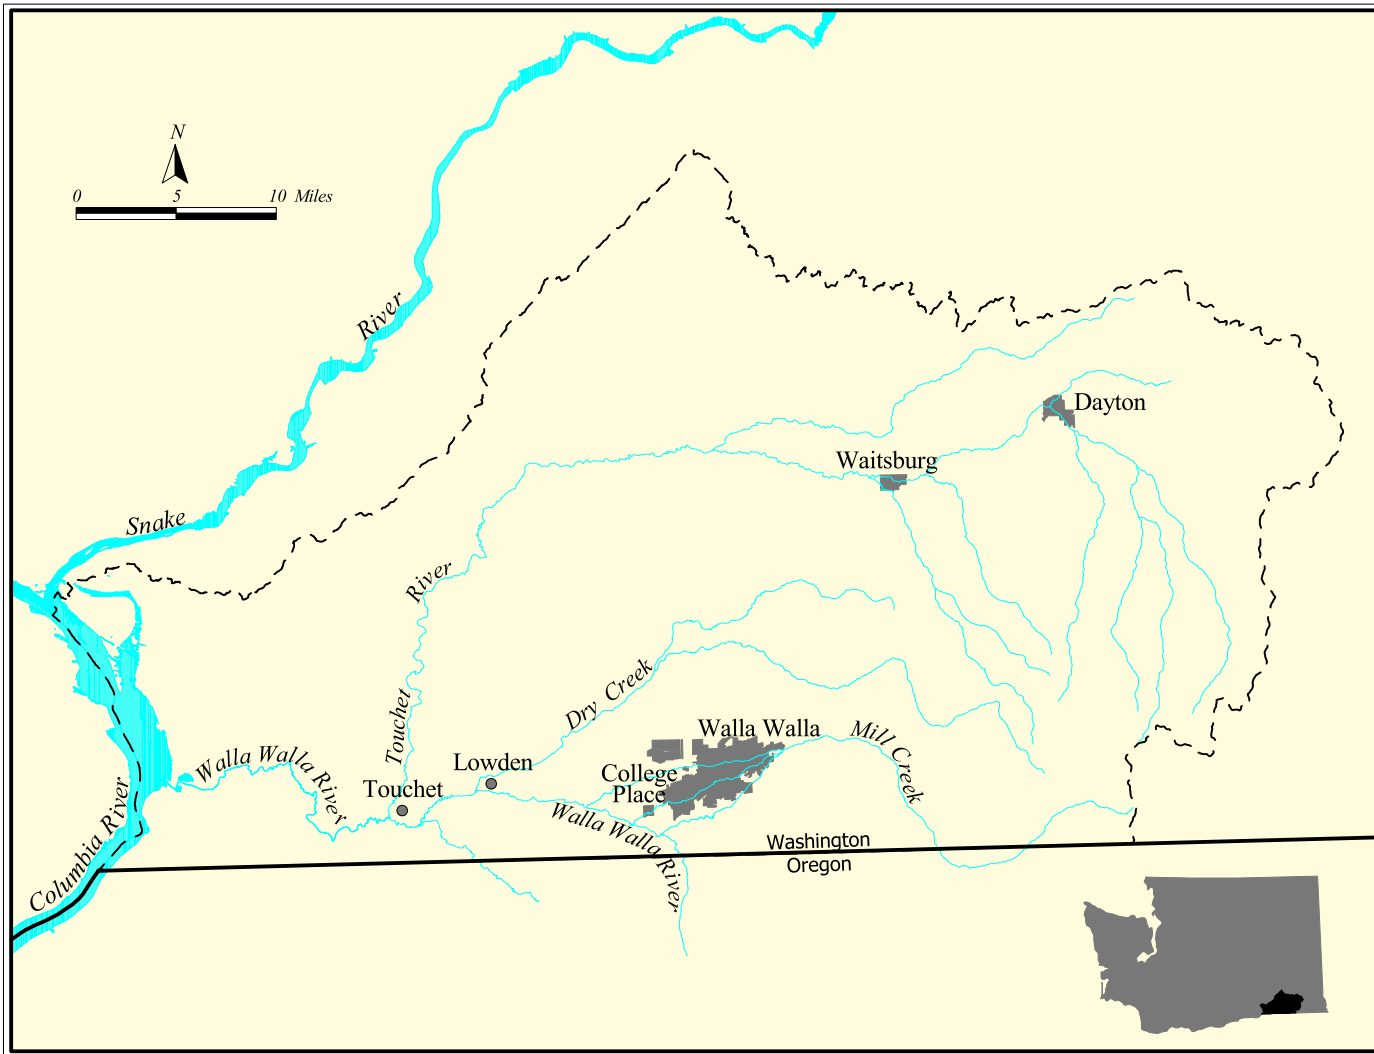 N
0 5 10 Miles
River
Dayton
Waitsburg
Snake
River
Dry Creek
Touchet
Walla Walla
Mill Creek
Walla Walla River
Lowden
College
Place
Touchet
Walla Walla River
Columbia River
Washington
Oregon